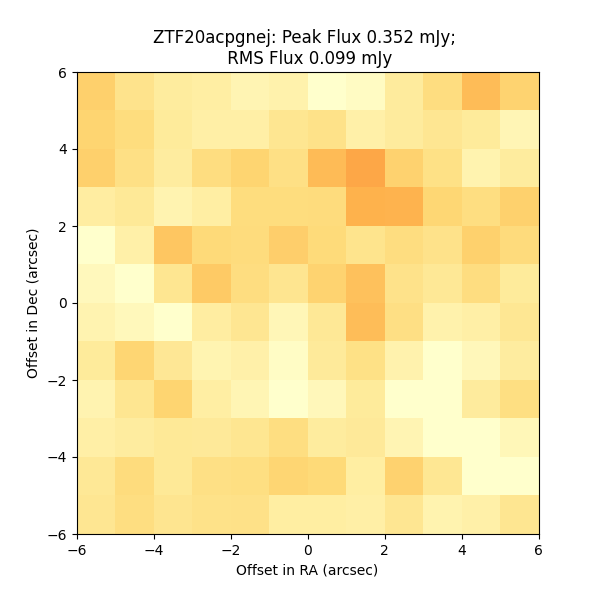 ZTF20acpgnej: Peak Flux 0.352 mJy;
RMS Flux 0.099 mJy
6
4
2
0
−2
−4
−6
Offset in Dec (arcsec)
−6 −4 −2 0 2 4 6
Offset in RA (arcsec)